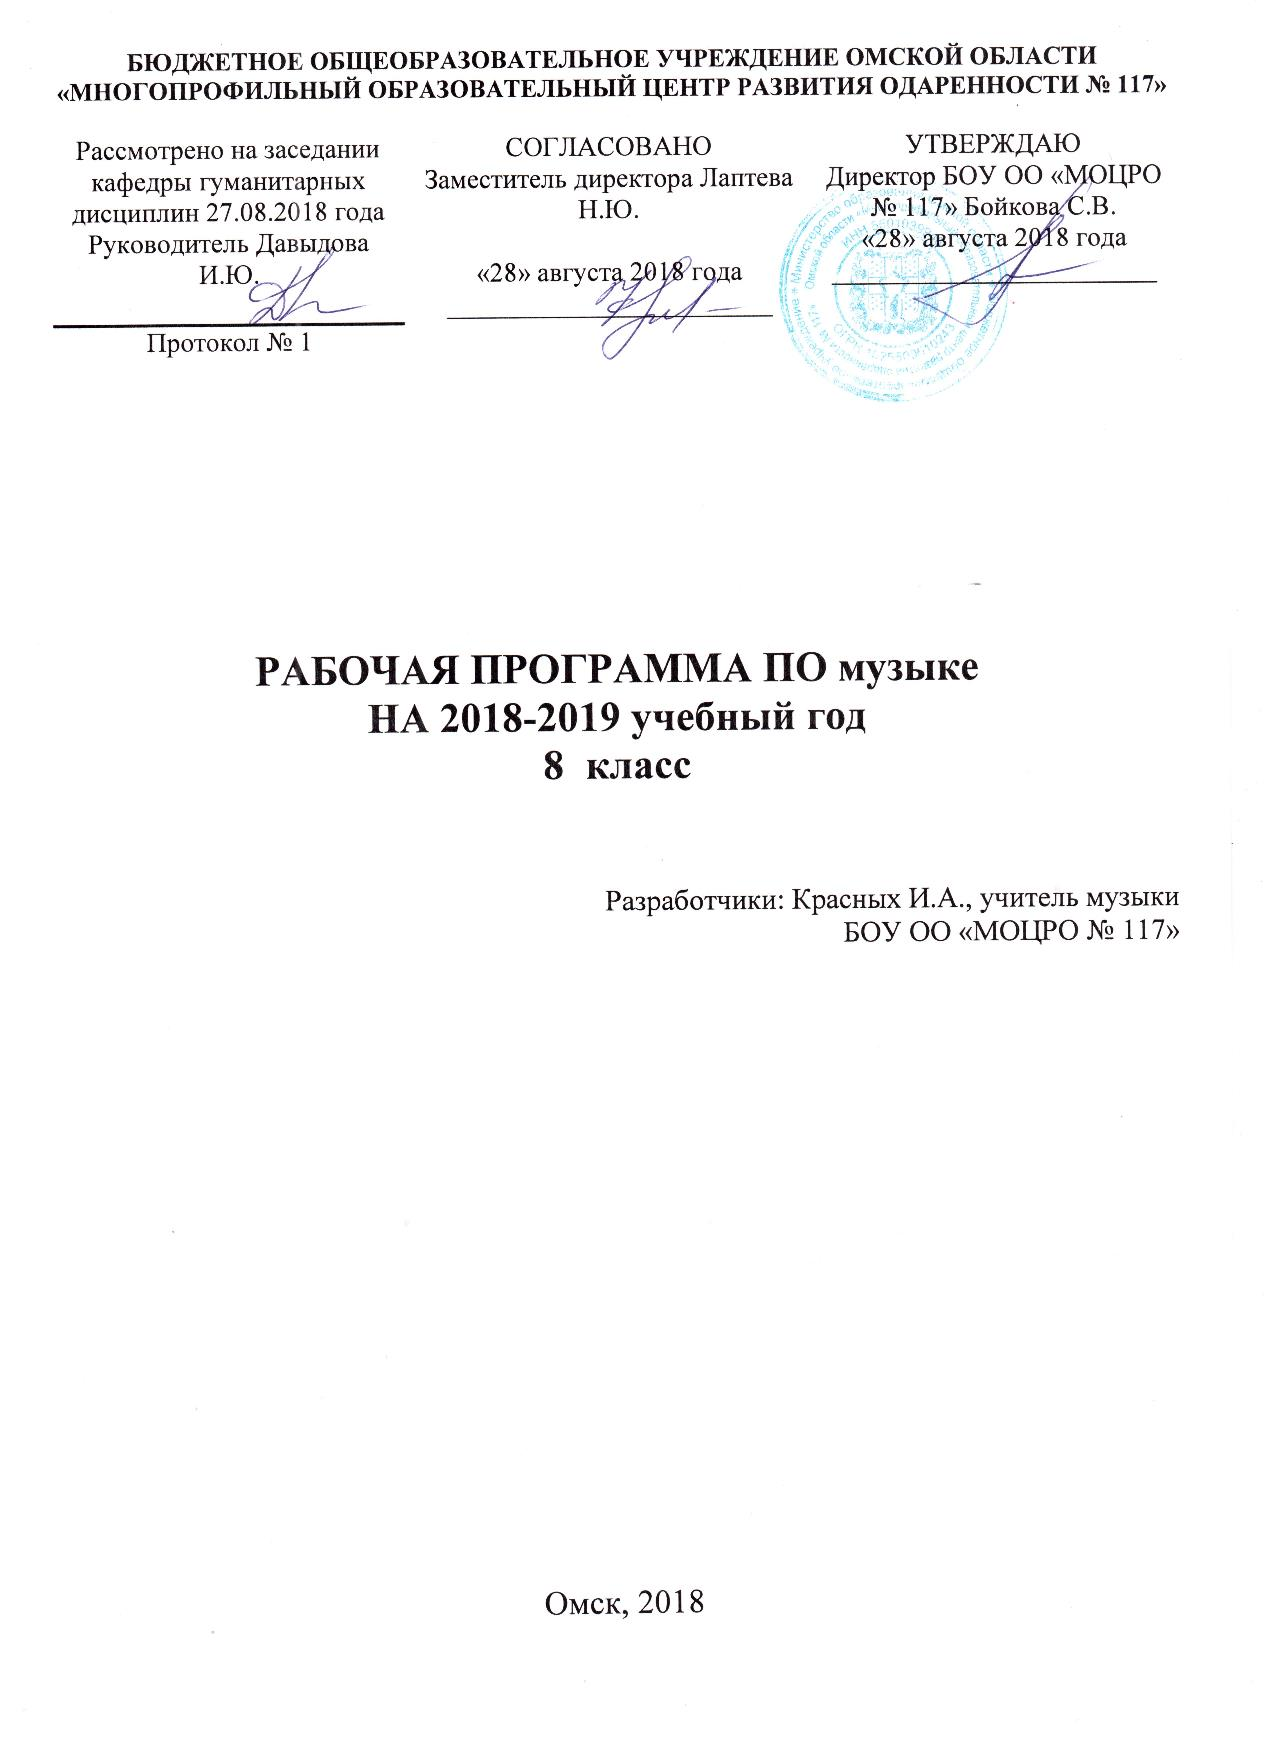 БЮДЖЕТНОЕ ОБЩЕОБРАЗОВАТЕЛЬНОЕ УЧРЕЖДЕНИЕ ОМСКОЙ ОБЛАСТИ
«МНОГОПРОФИЛЬНЫЙ ОБРАЗОВАТЕЛЬНЫЙ ЦЕНТР РАЗВИТИЯ ОДАРЕННОСТИ № 117»
Рассмотрено на заседании
кафедры гуманитарных
дисциплин 27.08.2018 года
Руководитель Давыдова
И.Ю.
Протокол № 1
СОГЛАСОВАНО
Заместитель директора Лаптева
Н.Ю.
«28» августа 2018 года
УТВЕРЖДАЮ
Директор БОУ ОО «МОЦРО
№ 117» Бойкова С.В.
«28» августа 2018 года
РАБОЧАЯ ПРОГРАММА ПО музыке
НА 2018-2019 учебный год
8 класс
Разработчики: Красных И.А., учитель музыки
БОУ ОО «МОЦРО № 117»
Омск, 2018